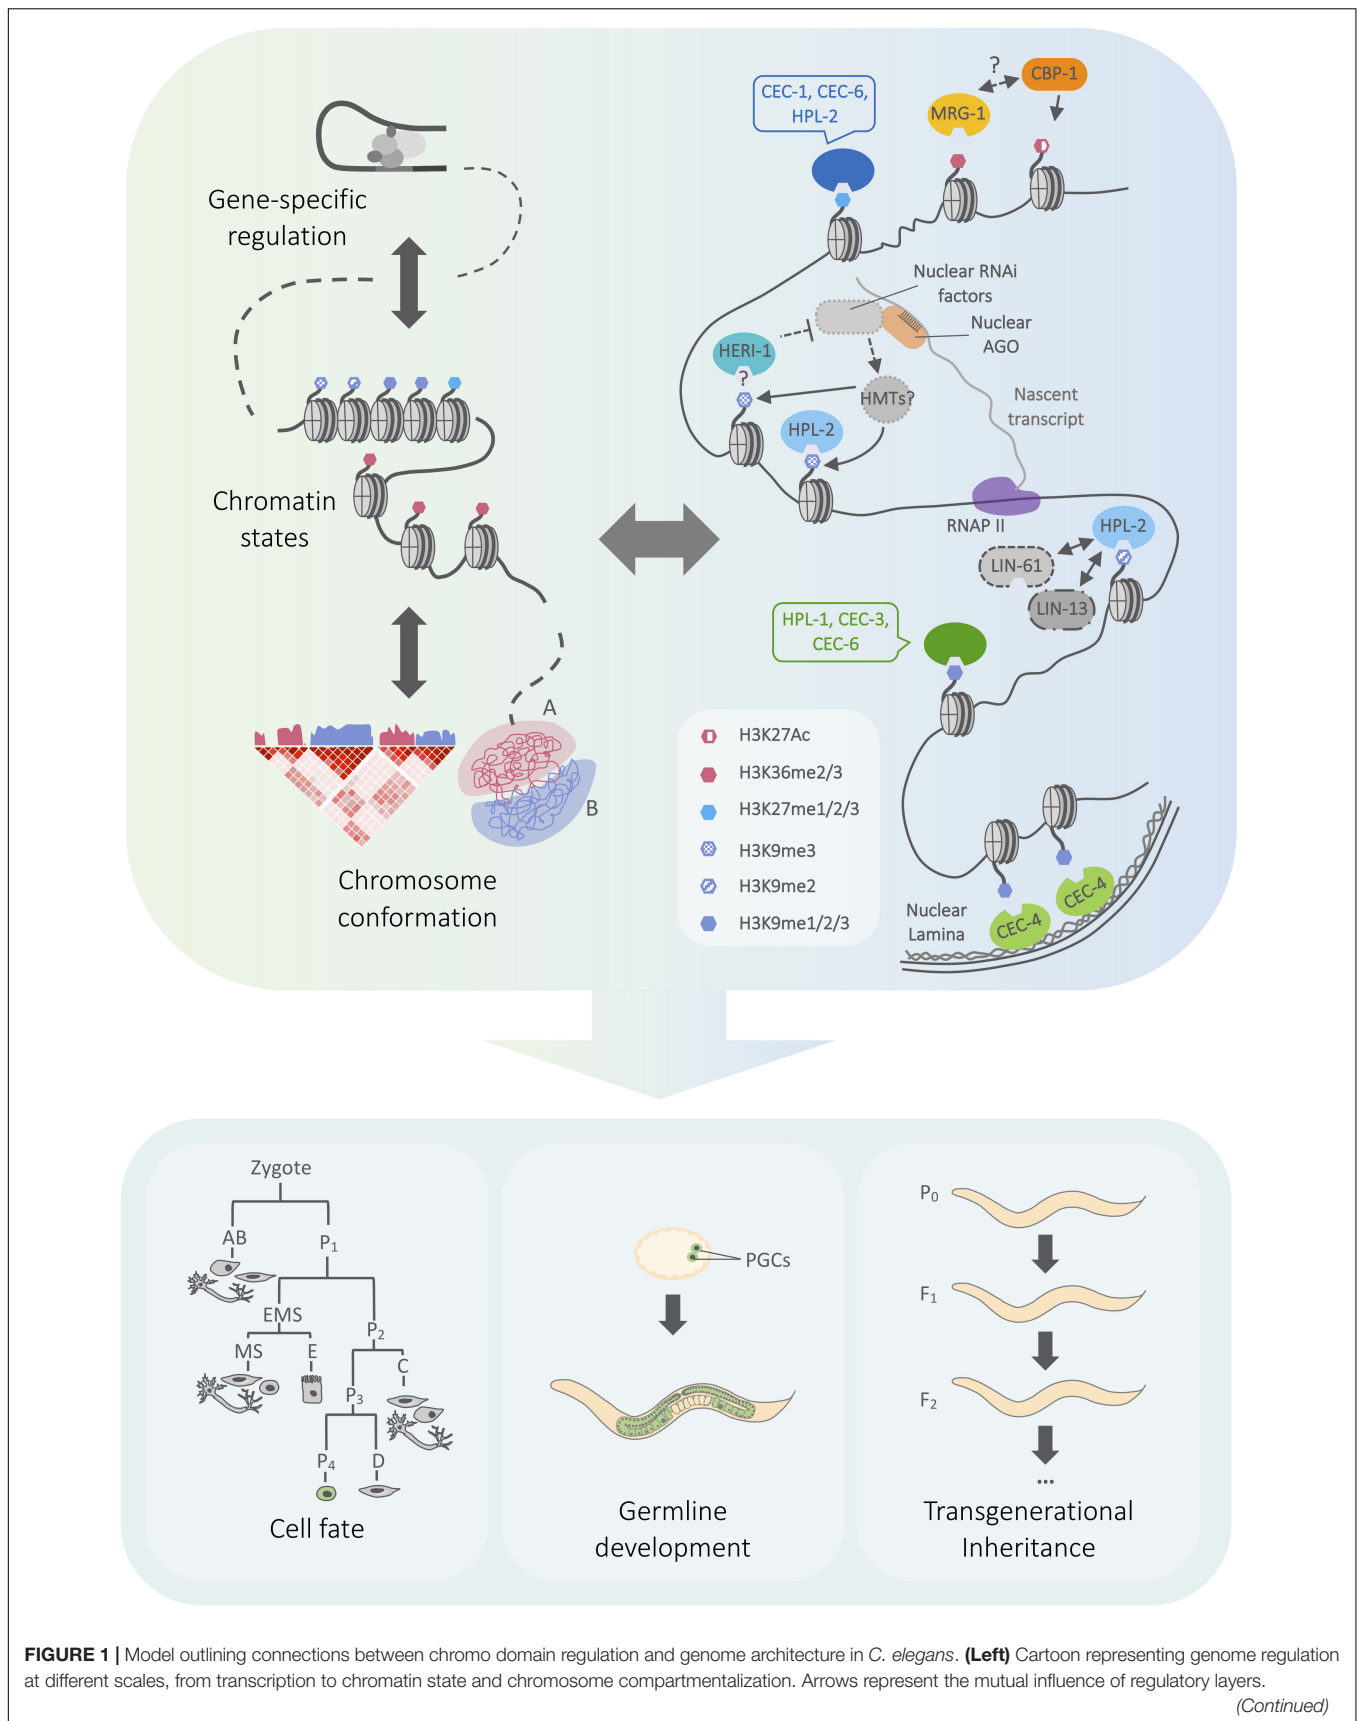 Gene-specific
regulation
Chromatin
states
A
B
Chromosome
conformation
CEC-1, CEC-6,
HPL-2
?
CBP-1
MRG-1
Nuclear RNAi
factors
Nuclear
AGO
HERI-1
?
HMTs?
Nascent
transcript
HPL-2
RNAP II
HPL-2
LIN-61
LIN-13
HPL-1, CEC-3,
CEC-6
H3K27Ac
H3K36me2/3
H3K27me1/2/3
H3K9me3
H3K9me2
H3K9me1/2/3
CEC-4
CEC-4
Nuclear
Lamina
Zygote
AB
P1
EMS
P2
MS
E
C
P3
P4
D
Cell fate
PGCs
Germline
development
P0
F1
F2
...
Transgenerational
Inheritance
FIGURE 1 | Model outlining connections between chromo domain regulation and genome architecture in C. elegans. (Left) Cartoon representing genome regulation
at different scales, from transcription to chromatin state and chromosome compartmentalization. Arrows represent the mutual influence of regulatory layers.
(Continued)